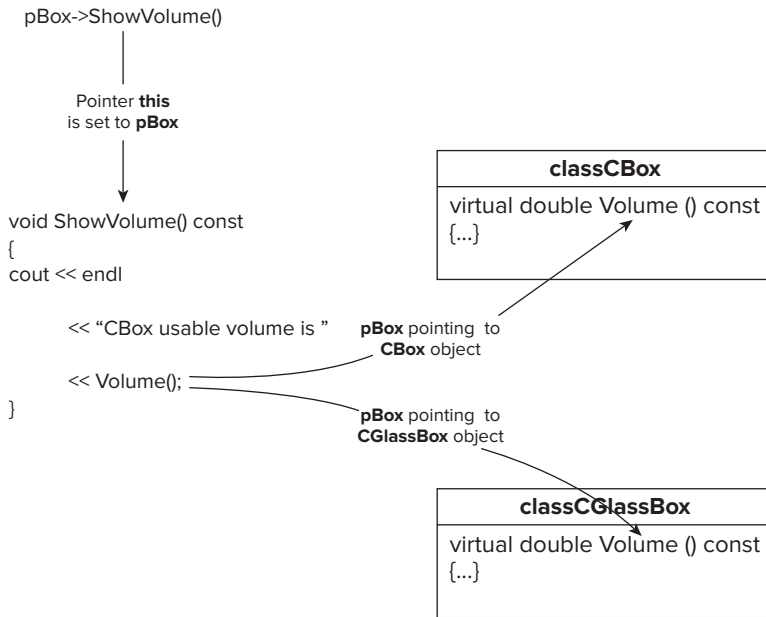 pBox->ShowVolume()
Pointer this
is set to pBox
void ShowVolume() const
{
cout << endl
<< “CBox usable volume is ”
<< Volume();
}
pBox pointing to
CBox object
pBox pointing to
CGlassBox object
classCBox
virtual double Volume () const
{...}
classCGlassBox
virtual double Volume () const
{...}